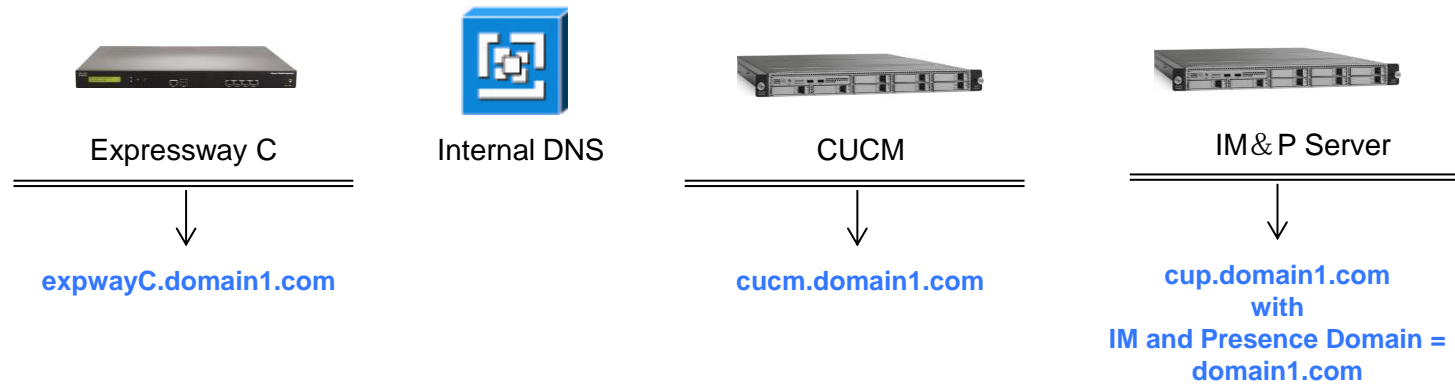 Expressway C
Internal DNS
CUCM
IM&P Server
expwayC.domain1.com
cucm.domain1.com
cup.domain1.com
with
IM and Presence Domain =
domain1.com